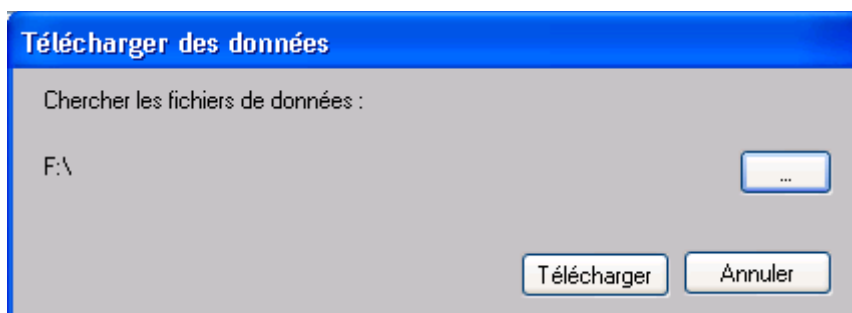 Télécharger des données
Chercher les fichiers de données :
F:\
...
Télécharger Annuler